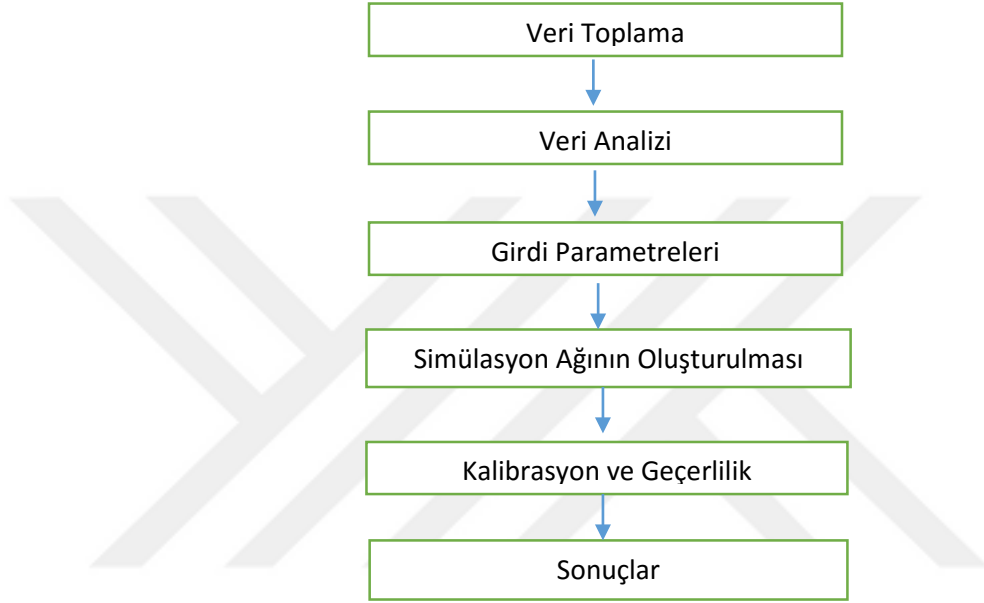 Veri Toplama
Veri Analizi
Girdi Parametreleri
Simülasyon Ağının Oluşturulması
Kalibrasyon ve Geçerlilik
Sonuçlar